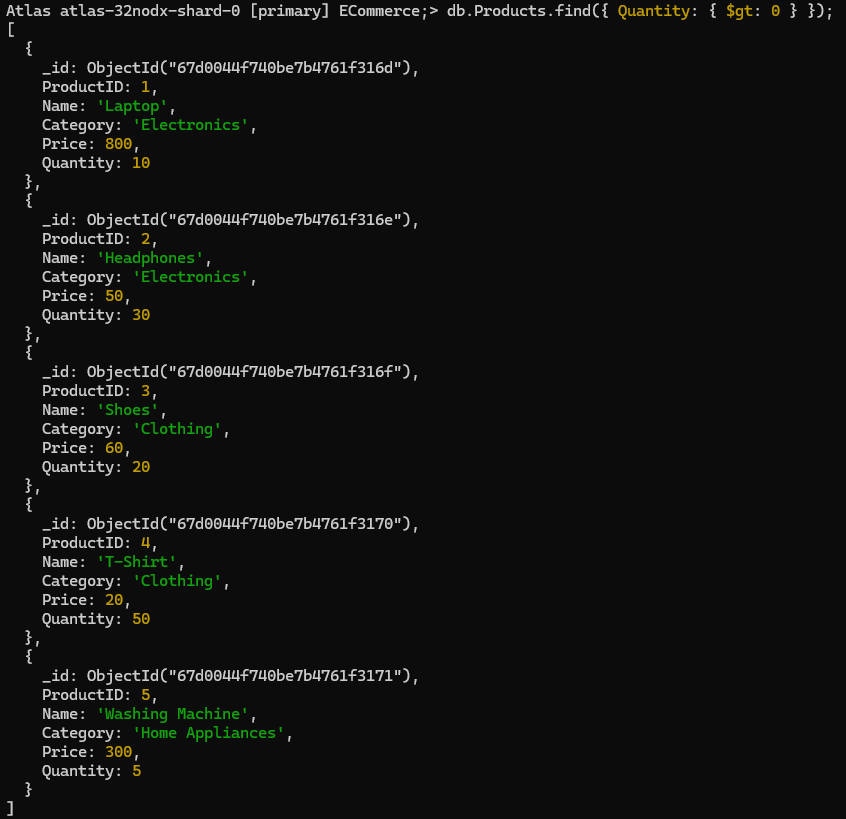 Atlas atlas-32nodx-shard-0 [primary] ECommerce;> db.Products.find({ Quantity: { $gt: 0 } });
[
  {
    _id: ObjectId("67d0044f740be7b4761f316d"),
    ProductID: 1,
    Name: 'Laptop',
    Category: 'Electronics',
    Price: 800,
    Quantity: 10
  },
  {
    _id: ObjectId("67d0044f740be7b4761f316e"),
    ProductID: 2,
    Name: 'Headphones',
    Category: 'Electronics',
    Price: 50,
    Quantity: 30
  },
  {
    _id: ObjectId("67d0044f740be7b4761f316f"),
    ProductID: 3,
    Name: 'Shoes',
    Category: 'Clothing',
    Price: 60,
    Quantity: 20
  },
  {
    _id: ObjectId("67d0044f740be7b4761f3170"),
    ProductID: 4,
    Name: 'T-Shirt',
    Category: 'Clothing',
    Price: 20,
    Quantity: 50
  },
  {
    _id: ObjectId("67d0044f740be7b4761f3171"),
    ProductID: 5,
    Name: 'Washing Machine',
    Category: 'Home Appliances',
    Price: 300,
    Quantity: 5
  }
]